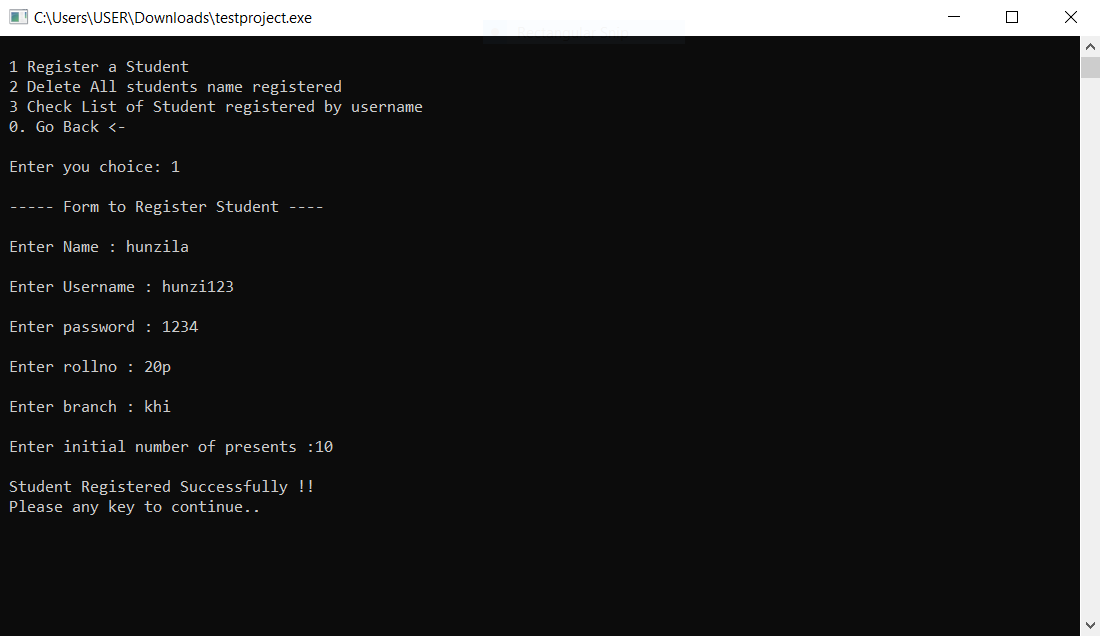 C:\Users\USER\Downloads\testproject.exe
1 Register a Student
2 Delete All students name registered
3 Check List of Student registered by username
0. Go Back <-
Enter you choice: 1
----- Form to Register Student ----
Enter Name : hunzila
Enter Username : hunzi123
Enter password : 1234
Enter rollno : 20p
Enter branch : khi
Enter initial number of presents :10
Student Registered Successfully !!
Please any key to continue..